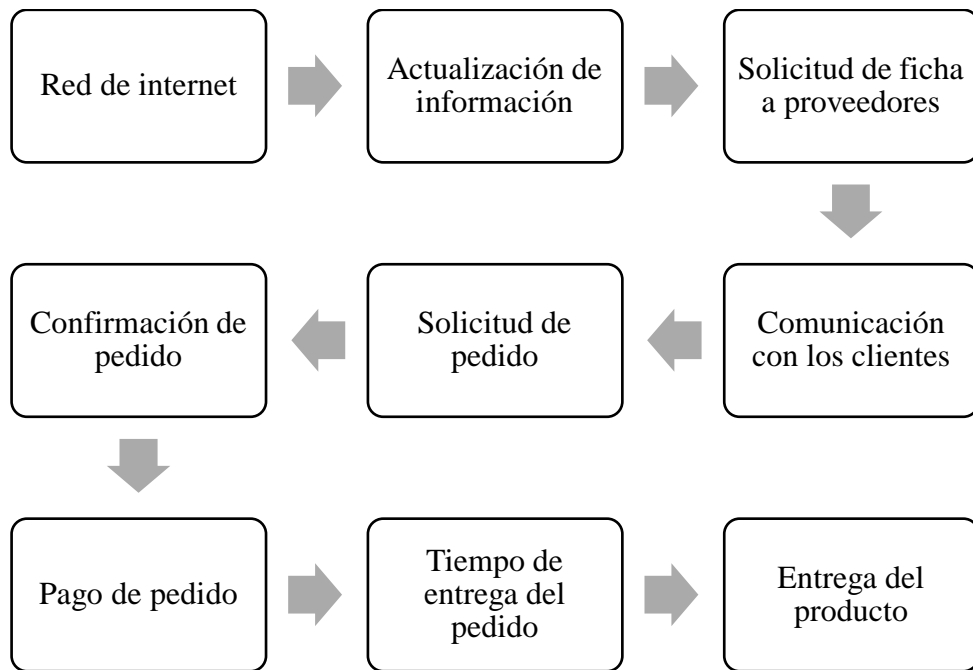 Red de internet
Actualización de
información
Solicitud de ficha
a proveedores
Comunicación
con los clientes
Solicitud de
pedido
Confirmación de
pedido
Pago de pedido
Tiempo de
entrega del
pedido
Entrega del
producto